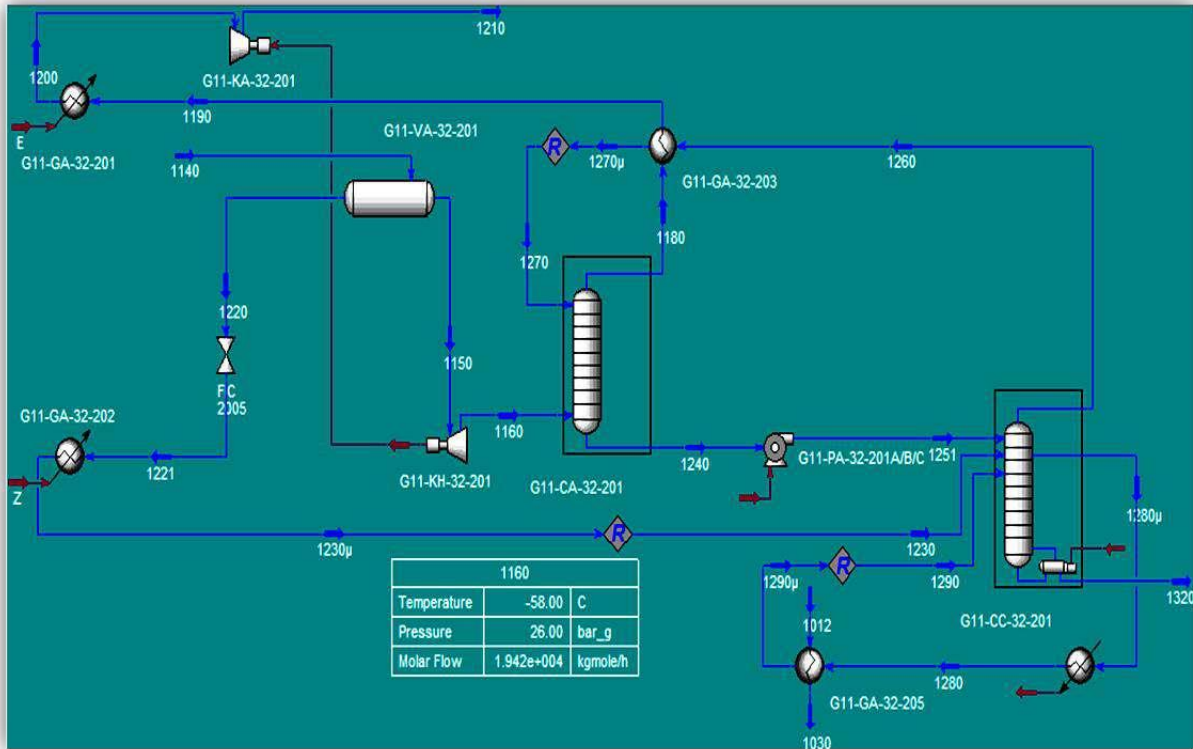 1210
1200
G11-KA-32-201
1190
G11-VA-32-201
E
G11-GA-32-201
1140
R
1270µ
1260
G11-GA-32-203
1180
1270
1220
1150
FIC
2005
G11-GA-32-202
1221
G11-KH-32-201
1160
1240
G11-CA-32-201
G11-PA-32-201A/B/C
1251
Z
1280µ
1230µ
R
1230
1290µ
R
1290
1320
G11-CC-32-201
1012
1280
G11-GA-32-205
1030
1160
Temperature -58.00 C
Pressure 26.00 bar_g
Molar Flow 1.942e+004 kgmole/h